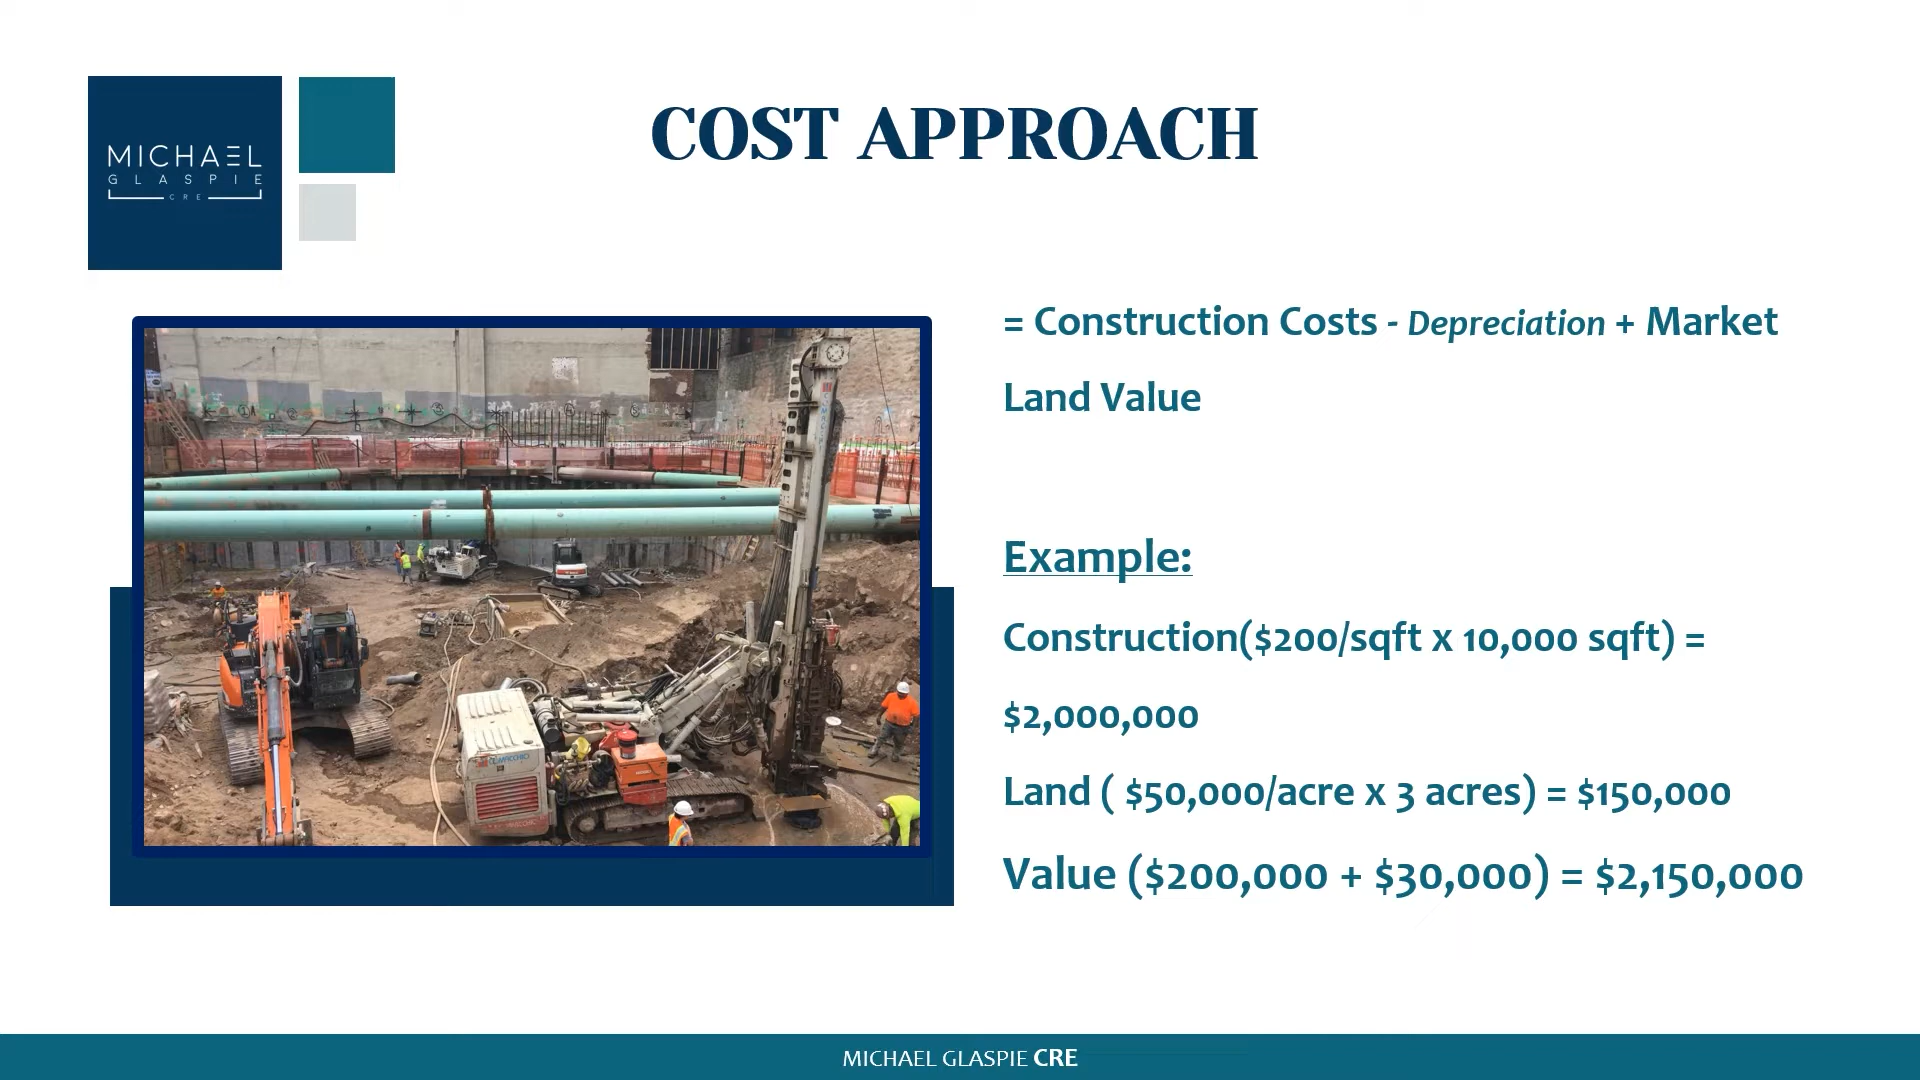 MICHAEL
GLASPIE
CRE
COST APPROACH
= Construction Costs - Depreciation + Market
Land Value
Example:
Construction($200/sqft x 10,000 sqft) =
$2,000,000
Land ( $50,000/acre x 3 acres) = $150,000
Value ($200,000 + $30,000) = $2,150,000
MICHAEL GLASPIE CRE